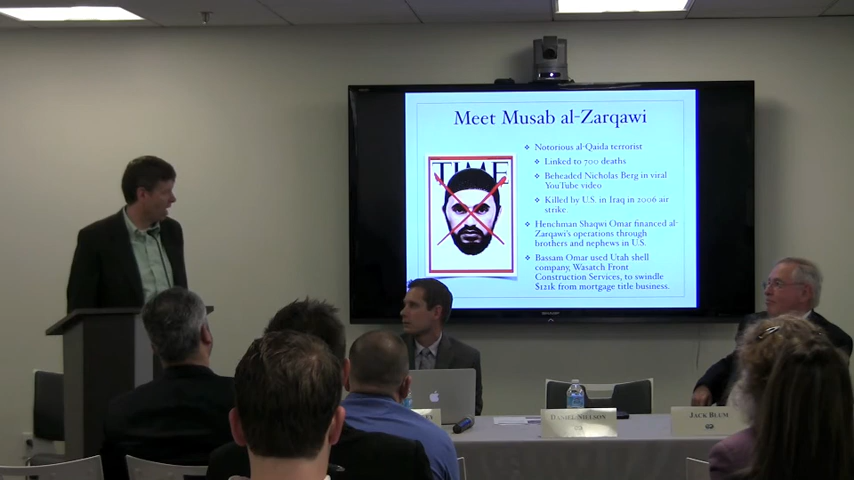 Meet Musab al-Zarqawi
TIME
Notorious al-Qaida terrorist
Linked to 700 deaths
Beheaded Nicholas Berg in viral
YouTube video
Killed by U.S. in Iraq in 2006 air
strike.
Henchman Shaqwi Omar financed al-
Zarqawi's operations through
brothers and nephews in U.S.
Bassam Omar used Utah shell
company, Wasatch Front
Construction Services, to swindle
$121k from mortgage title business.
Daniel Nielson
Jack Blum